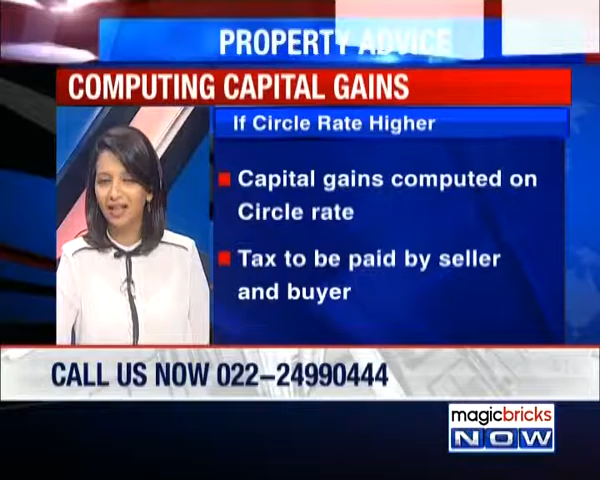 PROPERTY ADVICE
COMPUTING CAPITAL GAINS
If Circle Rate Higher
Capital gains computed on
Circle rate
Tax to be paid by seller
and buyer
CALL US NOW 022-24990444
magicbricks
NOW